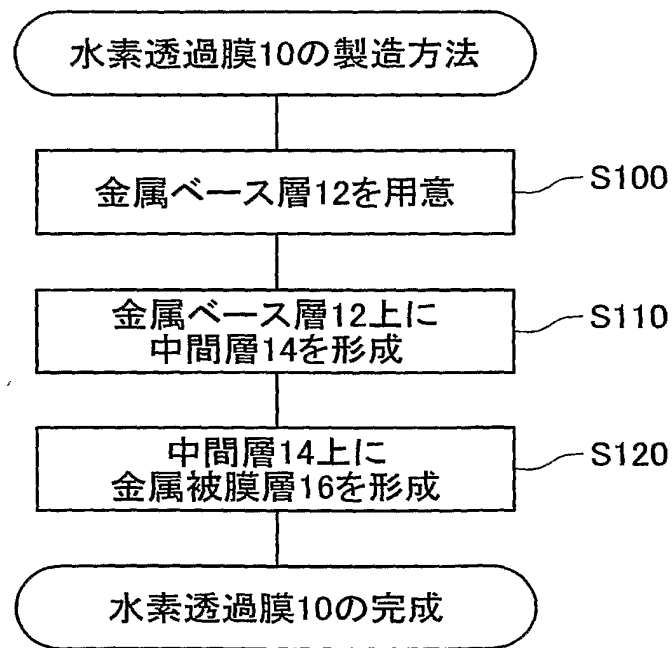 水素透過膜10の製造方法
金属ベース層12を用意
S100
金属ベース層12上に
中間層14を形成
S110
中間層14上に
金属被膜層16を形成
S120
水素透過膜10の完成